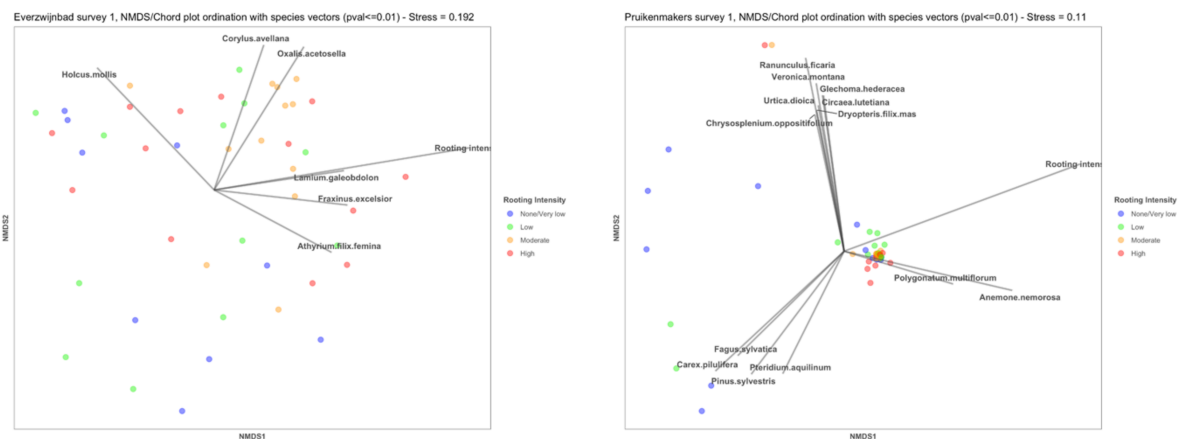 Everzwijnbad survey 1, NMDS/Chord plot ordination with species vectors (pval<=0.01) - Stress = 0.192
Corylus.avellana
Oxalis.acetosella
Holcus.mollis
Rooting intens
Lamium.galeobdolon
Fraxinus.excelsior
Athyrium.filix.femina
NMDS2
NMDS1
Rooting Intensity
None/Very low
Low
Moderate
High
Pruikenmakers survey 1, NMDS/Chord plot ordination with species vectors (pval<=0.01) - Stress = 0.11
Ranunculus.ficaria
Veronica.montana
Glechoma.hederacea
Urtica.dioica
Circaea.lutetiana
Dryopteris.filix.mas
Chrysosplenium.oppositifolium
Rooting intens
Polygonatum.multiflorum
Anemone.nemorosa
Fagus.sylvatica
Carex.pilulifera
Pteridium.aquilinum
Pinus.sylvestris
NMDS2
NMDS1
Rooting Intensity
None/Very low
Low
Moderate
High